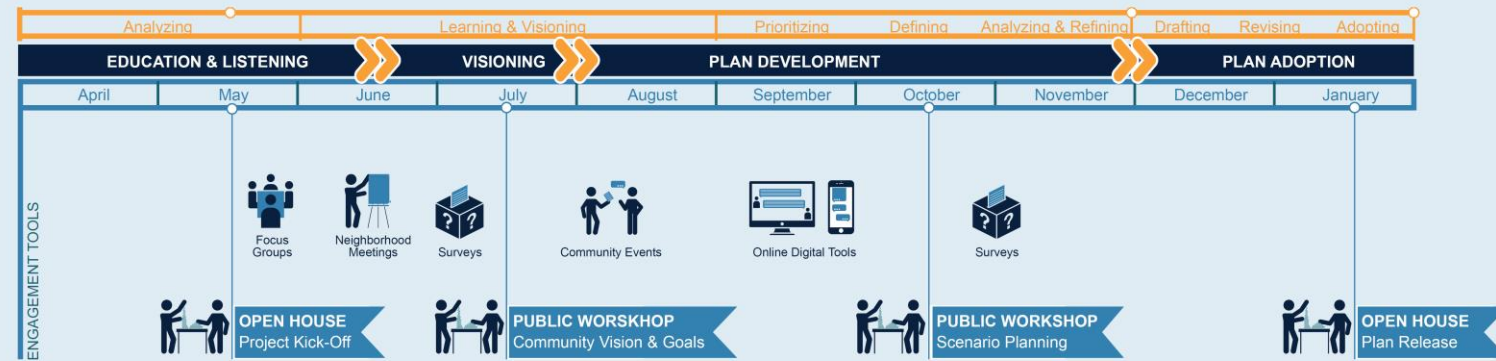 Analyzing Learning & Visioning Prioritizing Defining Analyzing & Refining Drafting Revising Adopting
EDUCATION & LISTENING VISIONING PLAN DEVELOPMENT PLAN ADOPTION
April May June July August September October November December January
ENGAGEMENT TOOLS
Focus
Groups
Neighborhood
Meetings
Surveys
Community Events
Online Digital Tools
Surveys
OPEN HOUSE
Project Kick-Off
PUBLIC WORSKHOP
Community Vision & Goals
PUBLIC WORKSHOP
Scenario Planning
OPEN HOUSE
Plan Release